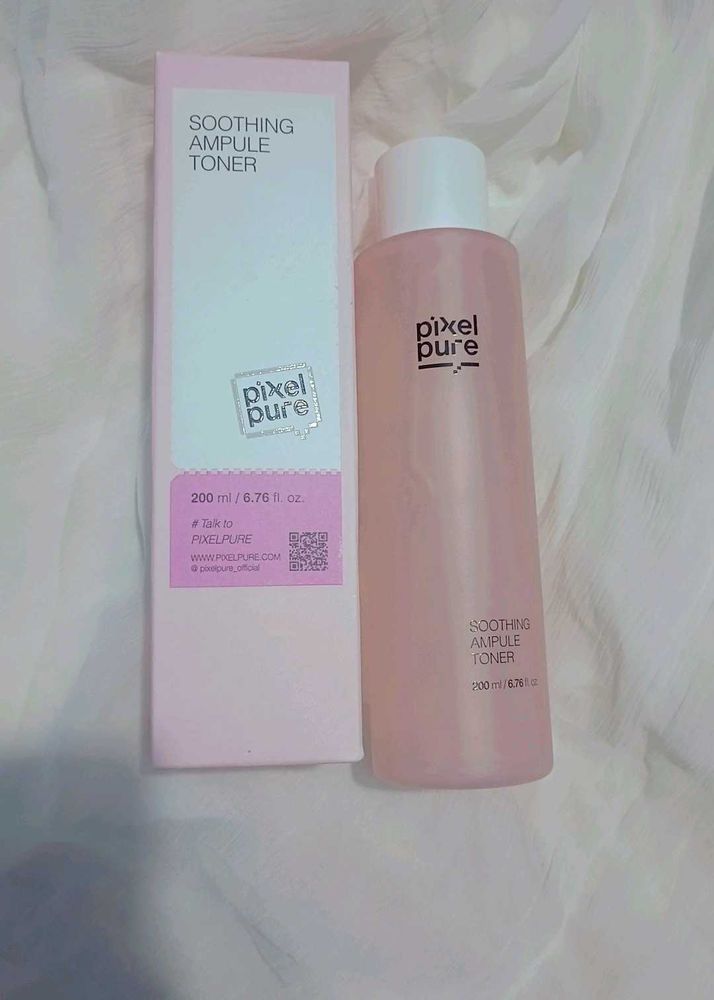 SOOTHING
AMPULE
TONER
pixel
pure
200 ml / 6.76 fl. oz.
# Talk to
PIXELPURE
WWW.PIXELPURE.COM
@ pixelpure_official
pixel
pure
SOOTHING
AMPULE
TONER
200 ml / 6.76 fl. oz.